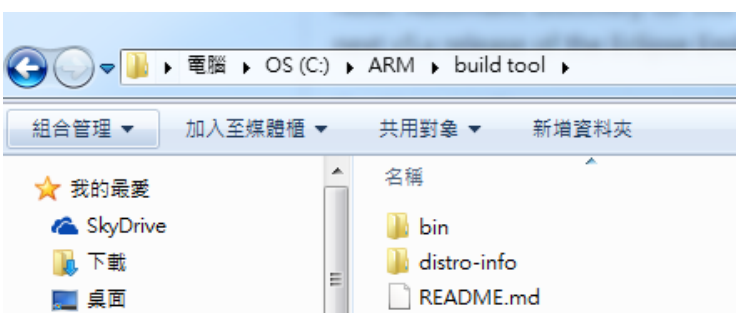 電腦 OS (C:) ARM build tool
組合管理 加入至媒體櫃 共用對象 新增資料夾
我的最愛
SkyDrive
下載
桌面
名稱
bin
distro-info
README.md